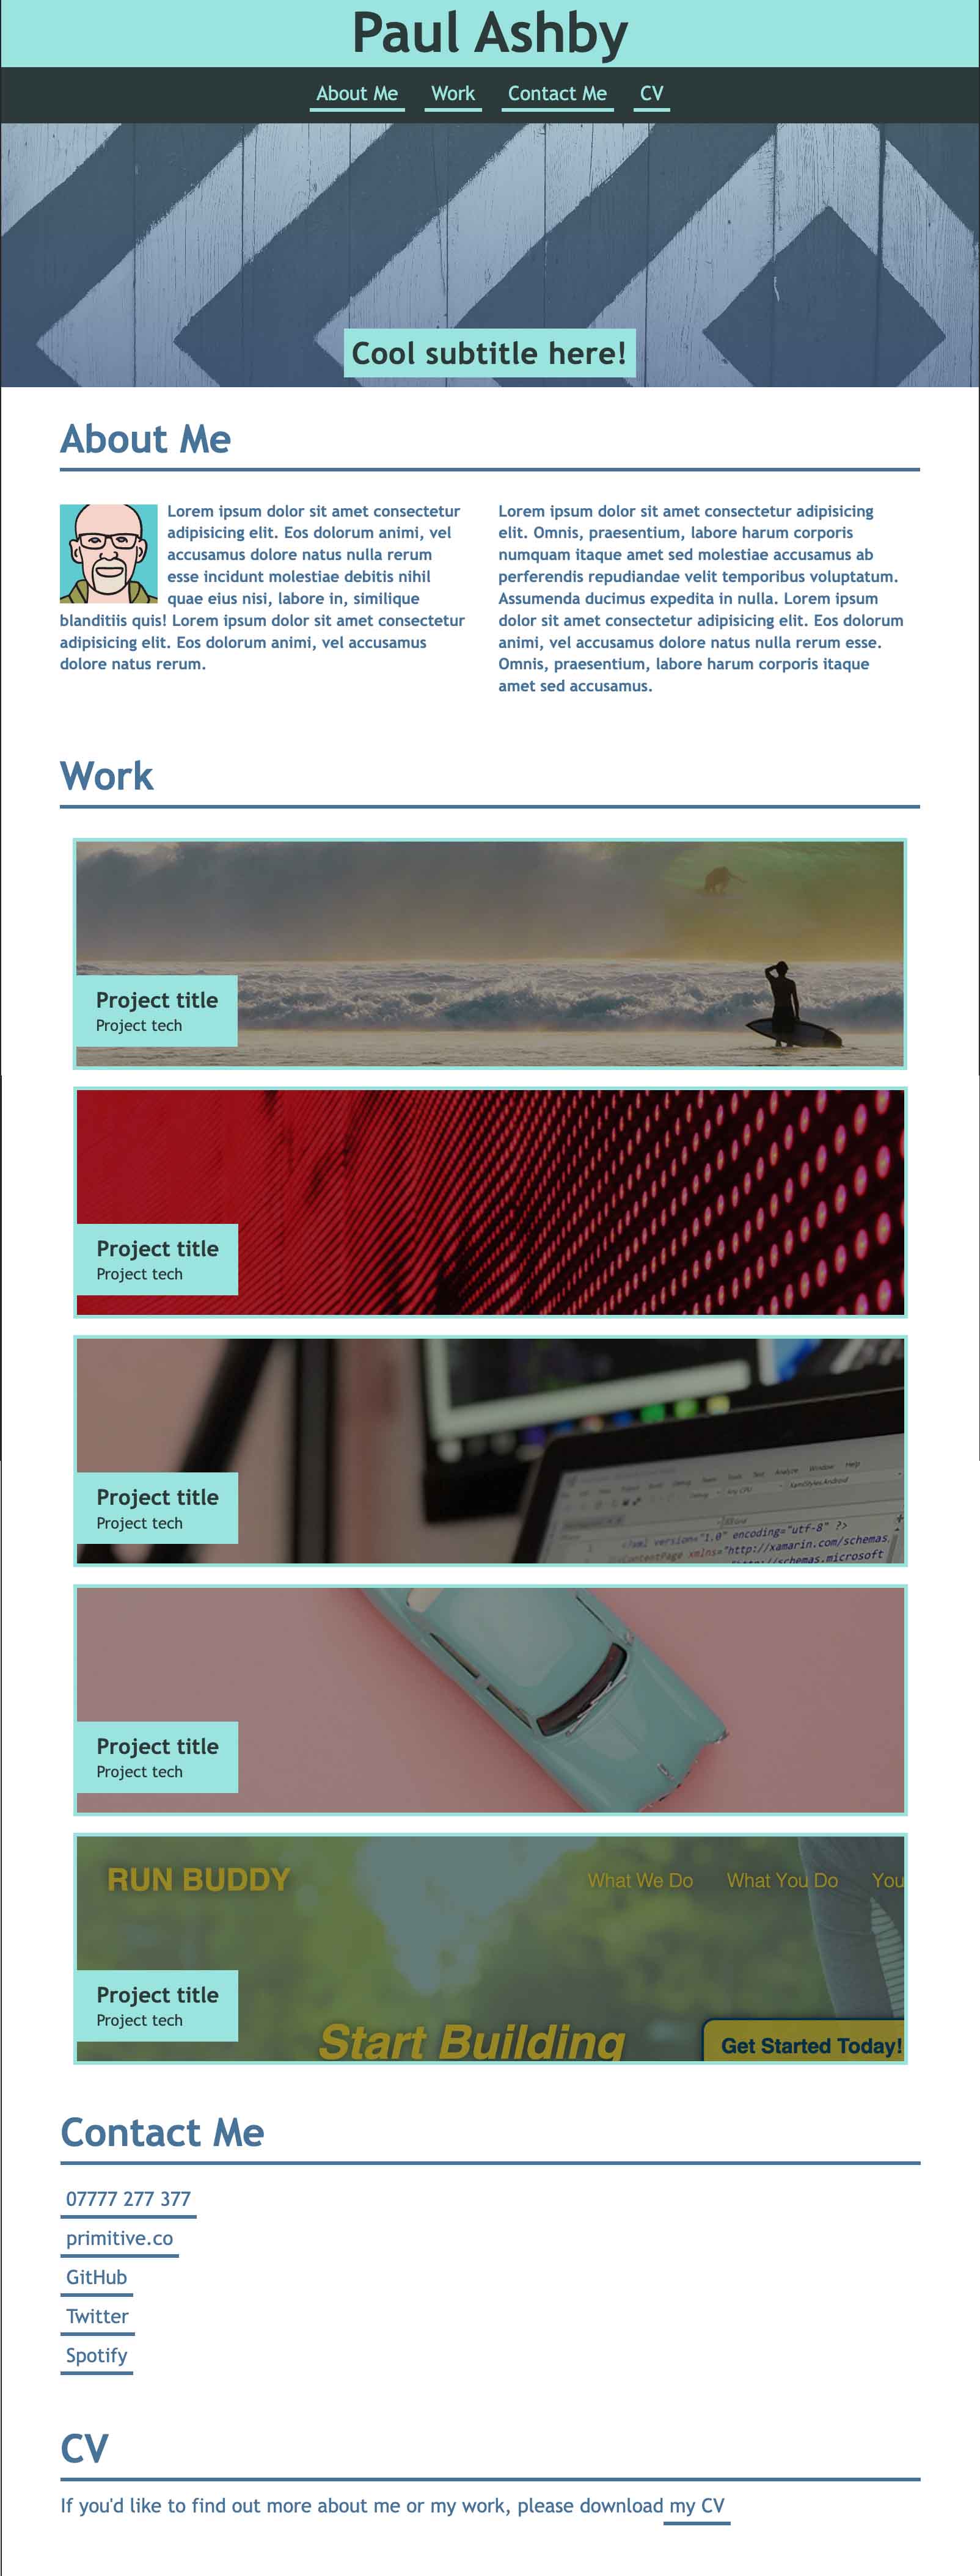 Paul Ashby
About Me Work Contact Me CV
Cool subtitle here!
About Me
Lorem ipsum dolor sit amet consectetur
adipisicing elit. Eos dolorum animi, vel
accusamus dolore natus nulla rerum
esse incidunt molestiae debitis nihil
quae eius nisi, labore in, similique
blanditiis quis! Lorem ipsum dolor sit amet consectetur
adipisicing elit. Eos dolorum animi, vel accusamus
dolore natus rerum.
Lorem ipsum dolor sit amet consectetur adipisicing
elit. Omnis, praesentium, labore harum corporis
numquam itaque amet sed molestiae accusamus ab
perferendis repudiandae velit temporibus voluptatum.
Assumenda ducimus expedita in nulla. Lorem ipsum
dolor sit amet consectetur adipisicing elit. Eos dolorum
animi, vel accusamus dolore natus nulla rerum esse.
Omnis, praesentium, labore harum corporis itaque
amet sed accusamus.
Work
Project title
Project tech
Project title
Project tech
Tools Test Analyze Window Help
Any CPU XamStyles.Android
<?xml version="1.0" encoding="utf-8" ?>
ContentPage xmlns="http://xamarin.com/schemas
"http://schemas.microsoft
Project title
Project tech
Project title
Project tech
RUN BUDDY What We Do What You Do You
Project title
Project tech
Start Building
Get Started Today!
Contact Me
07777 277 377
primitive.co
GitHub
Twitter
Spotify
CV
If you'd like to find out more about me or my work, please download my CV